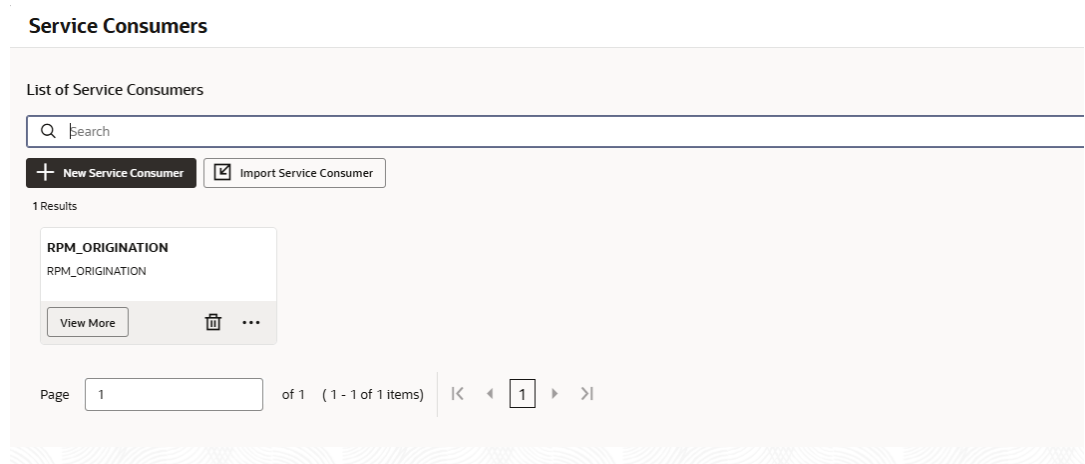 Service Consumers
List of Service Consumers
Search
New Service Consumer Import Service Consumer
1 Results
RPM_ORIGINATION
RPM_ORIGINATION
View More
Page 1 of 1 ( 1 - 1 of 1 items) 1